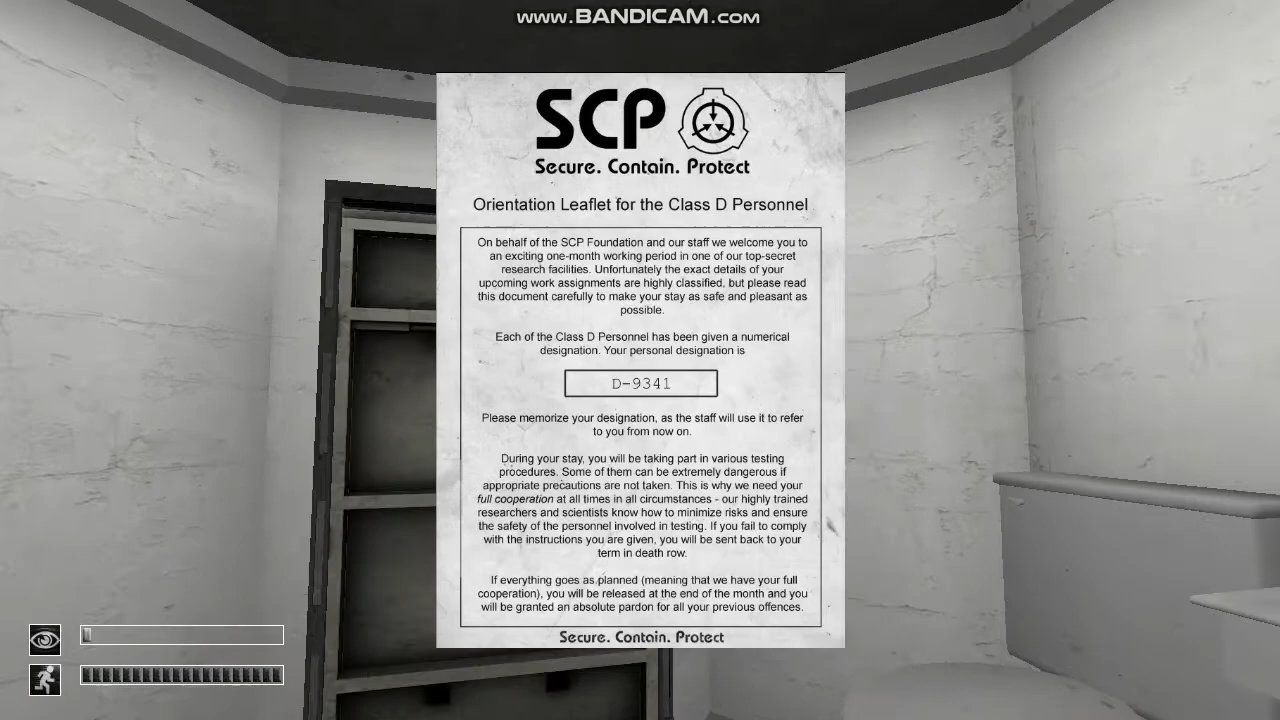 www.BANDICAM.com
SCP
Secure. Contain. Protect
Orientation Leaflet for the Class D Personnel
On behalf of the SCP Foundation and our staff we welcome you to
an exciting one-month working period in one of our top-secret
research facilities. Unfortunately the exact details of your
upcoming work assignments are highly classified, but please read
this document carefully to make your stay as safe and pleasant as
possible.
Each of the Class D Personnel has been given a numerical
designation. Your personal designation is
D-9341
Please memorize your designation, as the staff will use it to refer
to you from now on.
During your stay, you will be taking part in various testing
procedures. Some of them can be extremely dangerous if
appropriate precautions are not taken. This is why we need your
full cooperation at all times in all circumstances - our highly trained
researchers and scientists know how to minimize risks and ensure
the safety of the personnel involved in testing. If you fail to comply
with the instructions you are given, you will be sent back to your
term in death row.
If everything goes as planned (meaning that we have your full
cooperation), you will be released at the end of the month and you
will be granted an absolute pardon for all your previous offences.
Secure. Contain. Protect